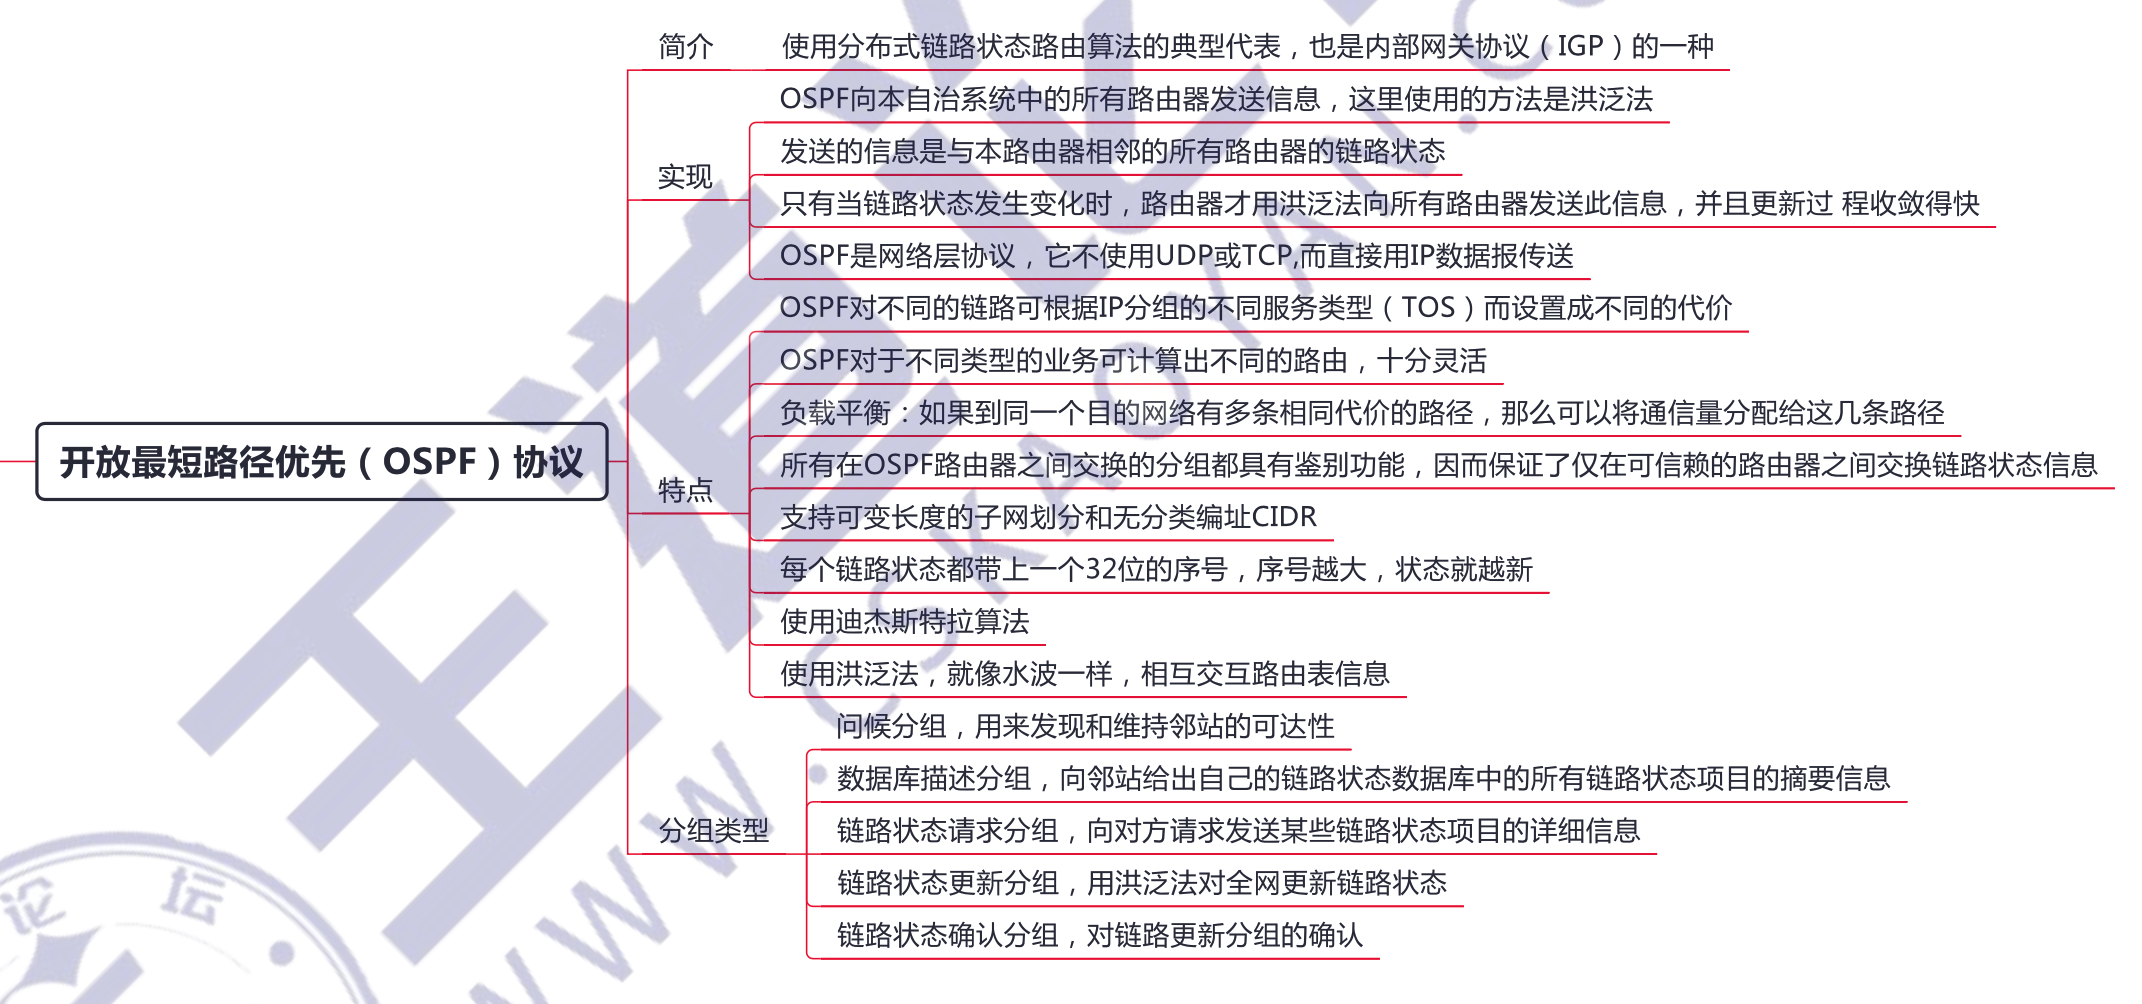 简介
使用分布式链路状态路由算法的典型代表，也是内部网关协议（IGP）的一种
OSPF向本自治系统中的所有路由器发送信息，这里使用的方法是洪泛法
发送的信息是与本路由器相邻的所有路由器的链路状态
实现
只有当链路状态发生变化时，路由器才用洪泛法向所有路由器发送此信息，并且更新过 程收敛得快
OSPF是网络层协议，它不使用UDP或TCP,而直接用IP数据报传送
OSPF对不同的链路可根据IP分组的不同服务类型（TOS）而设置成不同的代价
OSPF对于不同类型的业务可计算出不同的路由，十分灵活
负载平衡：如果到同一个目的网络有多条相同代价的路径，那么可以将通信量分配给这几条路径
开放最短路径优先（OSPF）协议
所有在OSPF路由器之间交换的分组都具有鉴别功能，因而保证了仅在可信赖的路由器之间交换链路状态信息
特点
支持可变长度的子网划分和无分类编址CIDR
每个链路状态都带上一个32位的序号，序号越大，状态就越新
使用迪杰斯特拉算法
使用洪泛法，就像水波一样，相互交互路由表信息
问候分组，用来发现和维持邻站的可达性
数据库描述分组，向邻站给出自己的链路状态数据库中的所有链路状态项目的摘要信息
分组类型
链路状态请求分组，向对方请求发送某些链路状态项目的详细信息
链路状态更新分组，用洪泛法对全网更新链路状态
链路状态确认分组，对链路更新分组的确认
王道论
WWW.CSKAOYAN.C
论坛